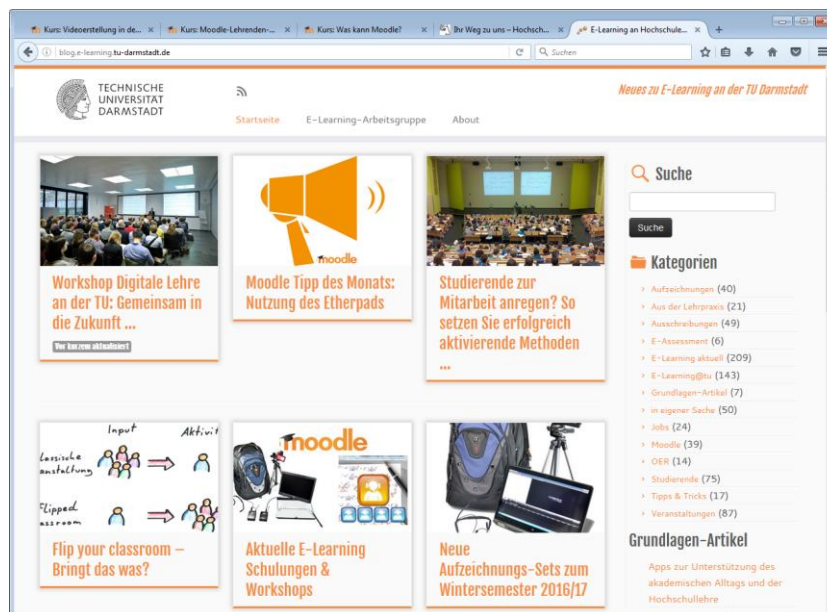 Kurs: Videoerstellung in de...
Kurs: Moodle-Lehrenden-...
Kurs: Was kann Moodle?
Ihr Weg zu uns – Hochsch...
E-Learning an Hochschule...
blog.e-learning.tu-darmstadt.de
Suchen
TECHNISCHE
UNIVERSITÄT
DARMSTADT
Neues zu E-Learning an der TU Darmstadt
Startseite E-Learning-Arbeitsgruppe About
Workshop Digitale Lehre
an der TU: Gemeinsam in
die Zukunft ...
Vor kurzem aktualisiert
moodle
Moodle Tipp des Monats:
Nutzung des Etherpads
Studierende zur
Mitarbeit anregen? So
setzen Sie erfolgreich
aktivierende Methoden
...
Input Aktivit
lassische
anstaltung
lipped
assroom
Flip your classroom –
Bringt das was?
moodle
Aktuelle E-Learning
Schulungen &
Workshops
Neue
Aufzeichnungs-Sets zum
Wintersemester 2016/17
Suche
Suche
Kategorien
Aufzeichnungen (40)
Aus der Lehrpraxis (21)
Ausschreibungen (49)
E-Assessment (6)
E-Learning aktuell (209)
E-Learning@tu (143)
Grundlagen-Artikel (7)
in eigener Sache (50)
Jobs (24)
Moodle (39)
OER (14)
Studierende (75)
Tipps & Tricks (17)
Veranstaltungen (87)
Grundlagen-Artikel
Apps zur Unterstützung des
akademischen Alltags und der
Hochschullehre